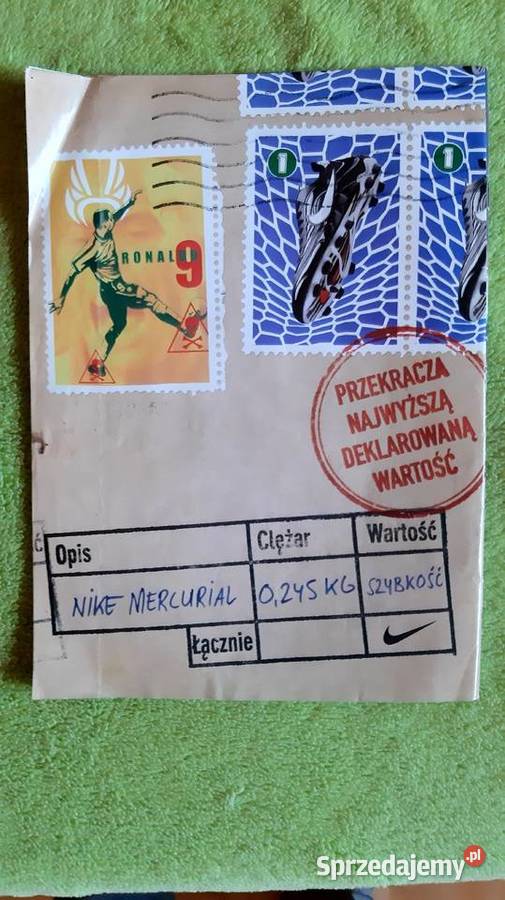 RONALDO
9
1
1
PRZEKRACZA
NAJWYŻSZĄ
DEKLAROWANĄ
WARTOŚĆ
Ć
Opis
Ciężar
Wartość
NIKE MERCURIAL
0,245 KG
SZYBKOŚĆ
Łącznie
Sprzedajemy.pl